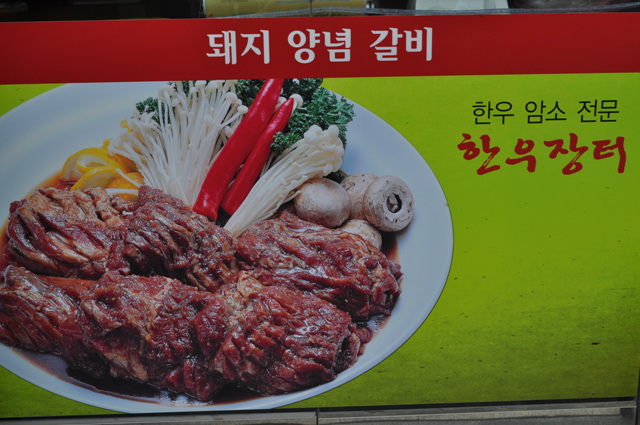 돼지 양념 갈비
한우 암소 전문
한우장터